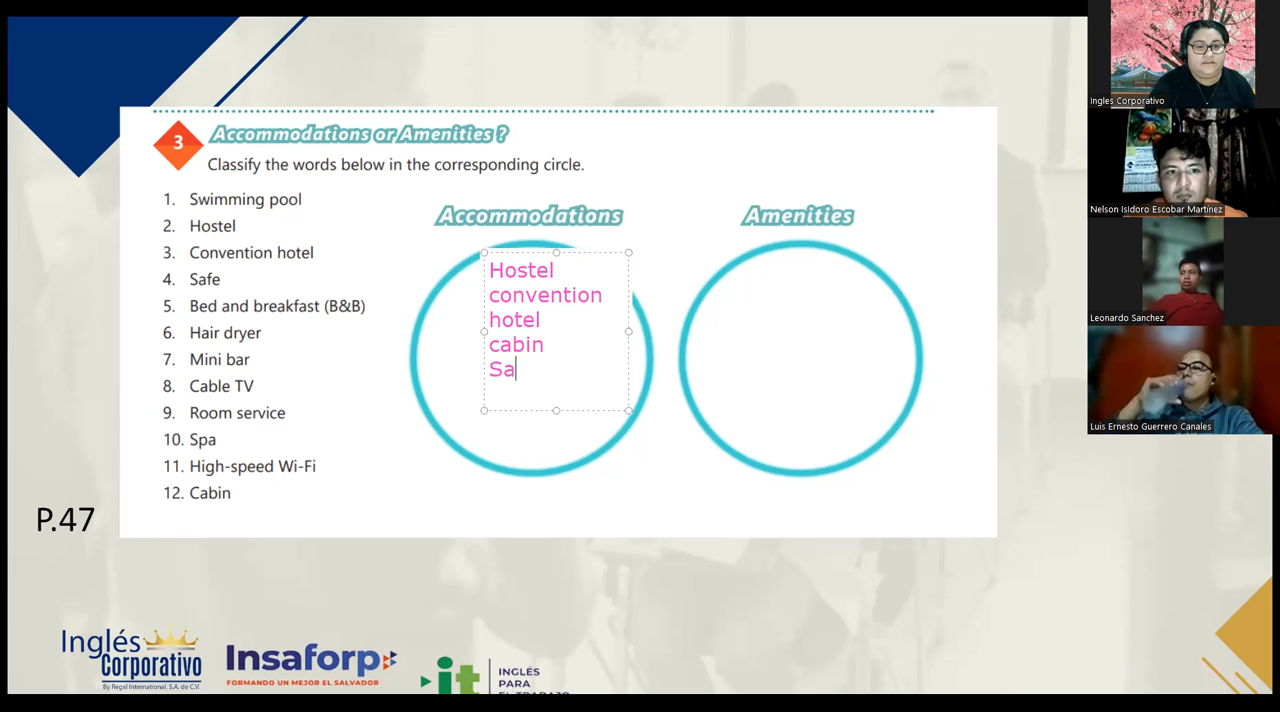 3
Accommodations or Amenities ?
Classify the words below in the corresponding circle.
1. Swimming pool
2. Hostel
3. Convention hotel
4. Safe
5. Bed and breakfast (B&B)
6. Hair dryer
7. Mini bar
8. Cable TV
9. Room service
10. Spa
11. High-speed Wi-Fi
12. Cabin
Accommodations
Hostel
convention
hotel
cabin
Sa
Amenities
P.47
Inglés
Corporativo
By Regal International, S.A. de C.V.
Insaforp
FORMANDO UN MEJOR EL SALVADOR
it
INGLÉS
PARA
EL TRABAJO
Ingles Corporativo
Nelson Isidoro Escobar Martinez
Leonardo Sanchez
Luis Ernesto Guerrero Canales